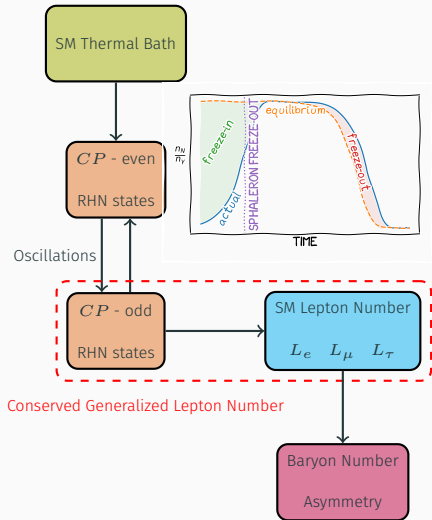 SM Thermal Bath
CP - even
RHN states
n_N
n_γ
freeze-in
actual
SPHALERON FREEZE-OUT
equilibrium
freeze-out
TIME
Oscillations
CP - odd
RHN states
SM Lepton Number
L_e L_μ L_τ
Conserved Generalized Lepton Number
Baryon Number
Asymmetry